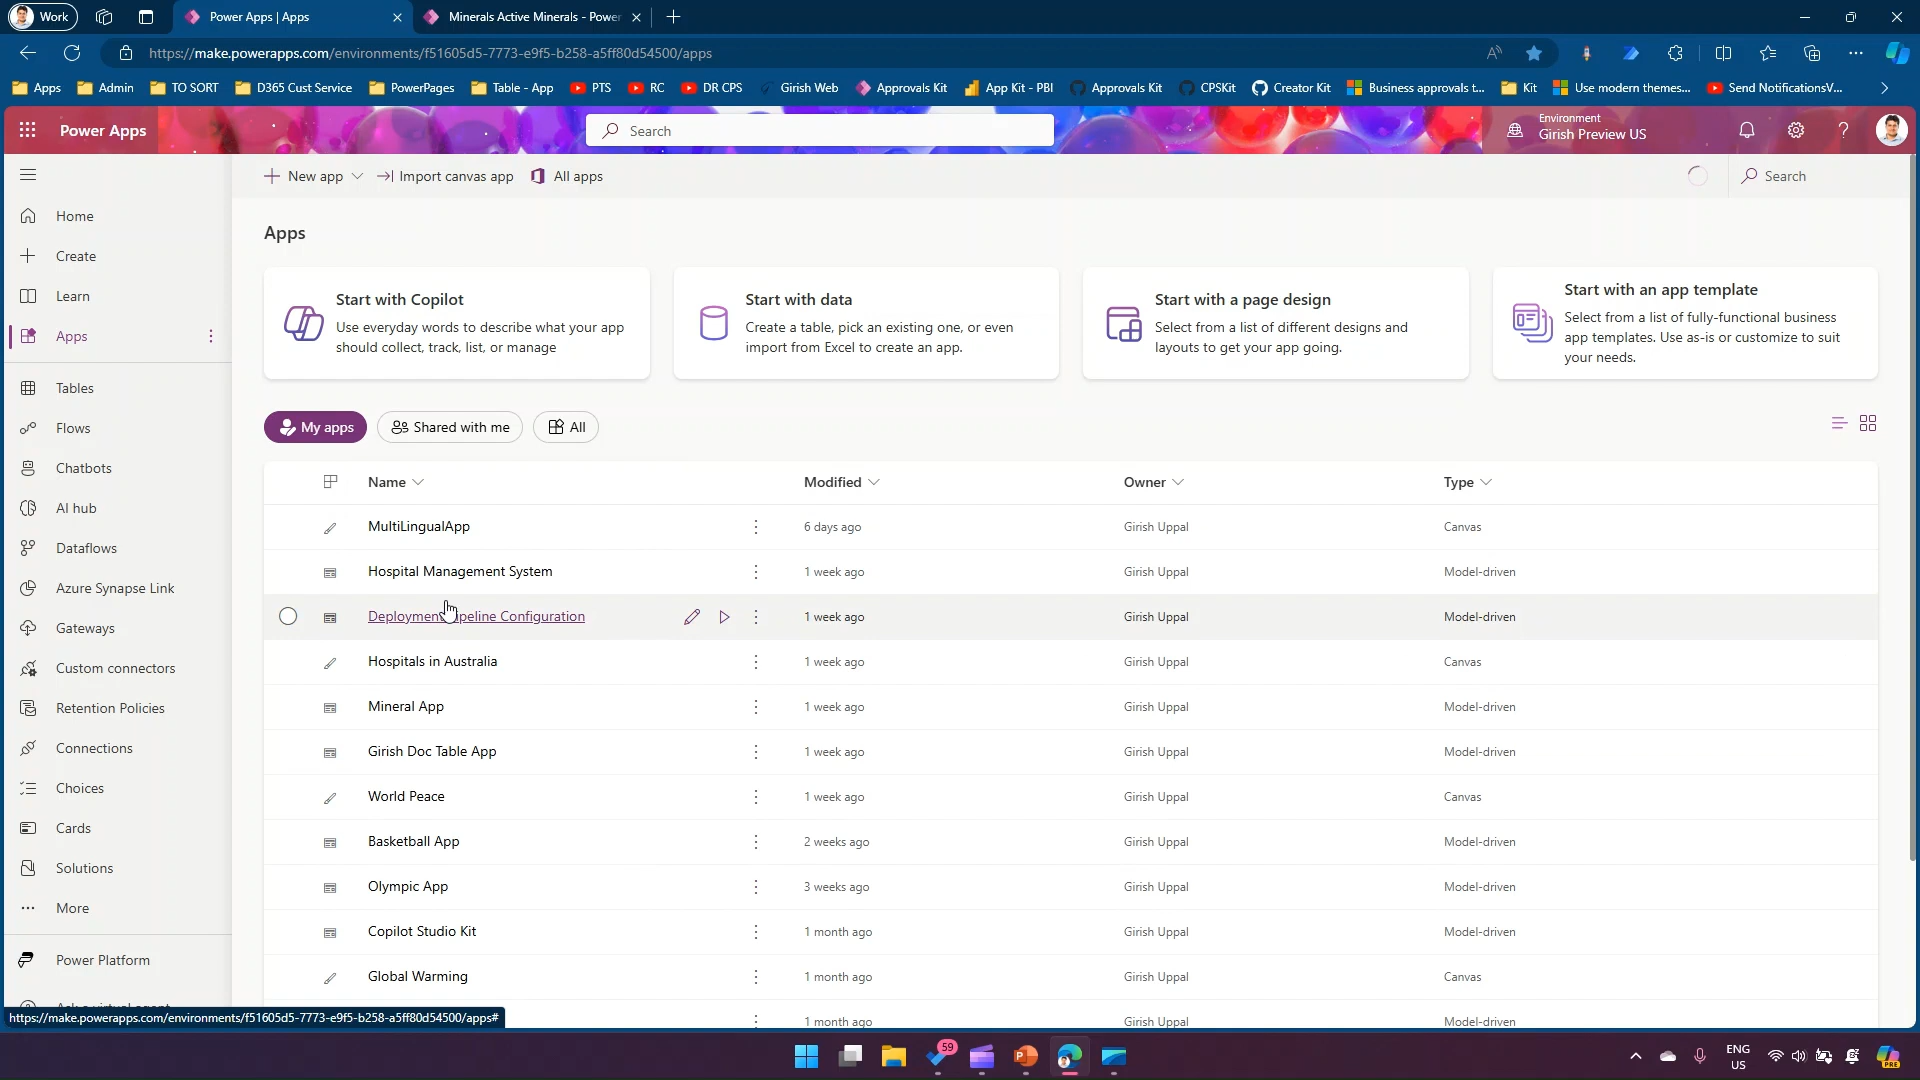 Work
Power Apps | Apps
Minerals Active Minerals - Power
https://make.powerapps.com/environments/f51605d5-7773-e9f5-b258-a5ff80d54500/apps
Apps
Admin
TO SORT
D365 Cust Service
PowerPages
Table - App
PTS
RC
DR CPS
Girish Web
Approvals Kit
App Kit - PBI
Approvals Kit
CPSKit
Creator Kit
Business approvals t...
Kit
Use modern themes...
Send NotificationsV...
Power Apps
Search
Environment
Girish Preview US
New app
Import canvas app
All apps
Search
Home
Create
Learn
Apps
Tables
Flows
Chatbots
AI hub
Dataflows
Azure Synapse Link
Gateways
Custom connectors
Retention Policies
Connections
Choices
Cards
Solutions
More
Power Platform
Apps
Start with Copilot
Use everyday words to describe what your app
should collect, track, list, or manage
Start with data
Create a table, pick an existing one, or even
import from Excel to create an app.
Start with a page design
Select from a list of different designs and
layouts to get your app going.
Start with an app template
Select from a list of fully-functional business
app templates. Use as-is or customize to suit
your needs.
My apps
Shared with me
All
Name Modified Owner Type
MultiLingualApp 6 days ago Girish Uppal Canvas
Hospital Management System 1 week ago Girish Uppal Model-driven
Deployment Pipeline Configuration 1 week ago Girish Uppal Model-driven
Hospitals in Australia 1 week ago Girish Uppal Canvas
Mineral App 1 week ago Girish Uppal Model-driven
Girish Doc Table App 1 week ago Girish Uppal Model-driven
World Peace 1 week ago Girish Uppal Canvas
Basketball App 2 weeks ago Girish Uppal Model-driven
Olympic App 3 weeks ago Girish Uppal Model-driven
Copilot Studio Kit 1 month ago Girish Uppal Model-driven
Global Warming 1 month ago Girish Uppal Canvas
1 month ago Girish Uppal Model-driven
https://make.powerapps.com/environments/f51605d5-7773-e9f5-b258-a5ff80d54500/apps#
59
ENG
US
PRE